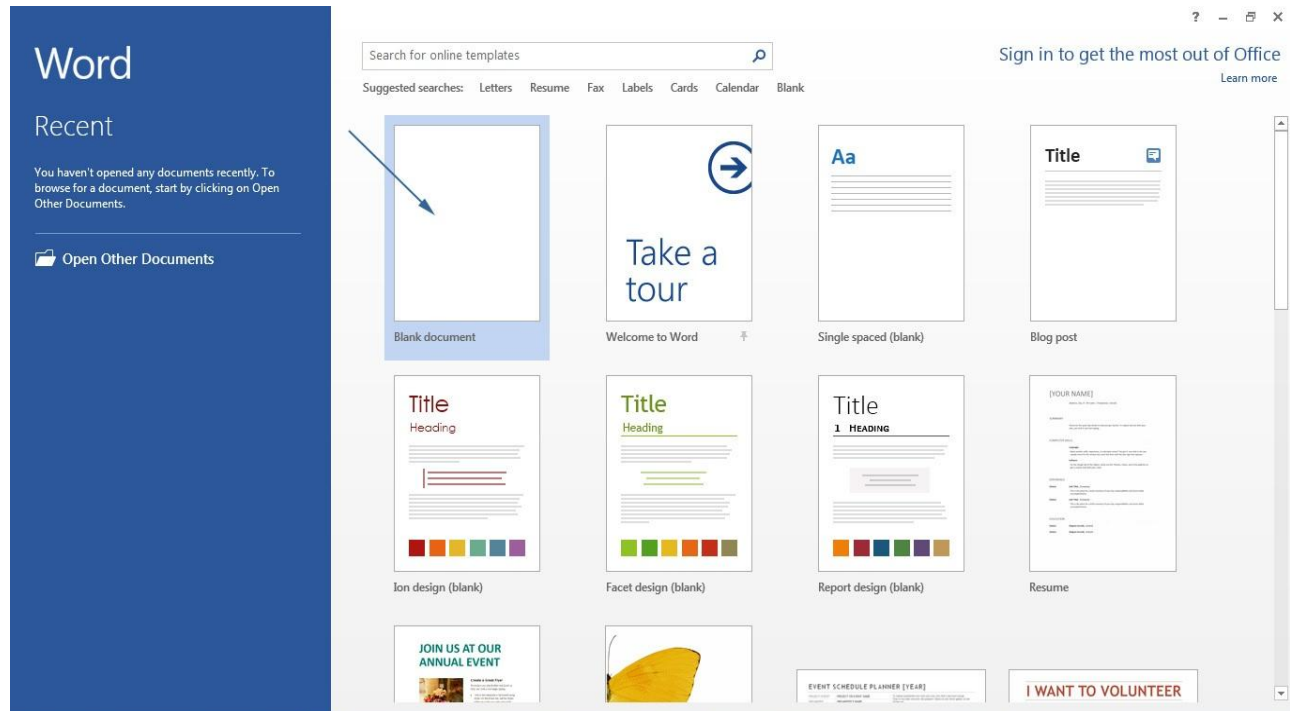 Word
Recent
You haven't opened any documents recently. To
browse for a document, start by clicking on Open
Other Documents.
Open Other Documents
?
Search for online templates
Sign in to get the most out of Office
Learn more
Suggested searches: Letters Resume Fax Labels Cards Calendar Blank
Take a
tour
Aa
Title
Blank document
Welcome to Word
Single spaced (blank)
Blog post
Title
Heading
Title
Heading
Title
1 HEADING
[YOUR NAME]
Ion design (blank)
Facet design (blank)
Report design (blank)
Resume
JOIN US AT OUR
ANNUAL EVENT
EVENT SCHEDULE PLANNER [YEAR]
I WANT TO VOLUNTEER